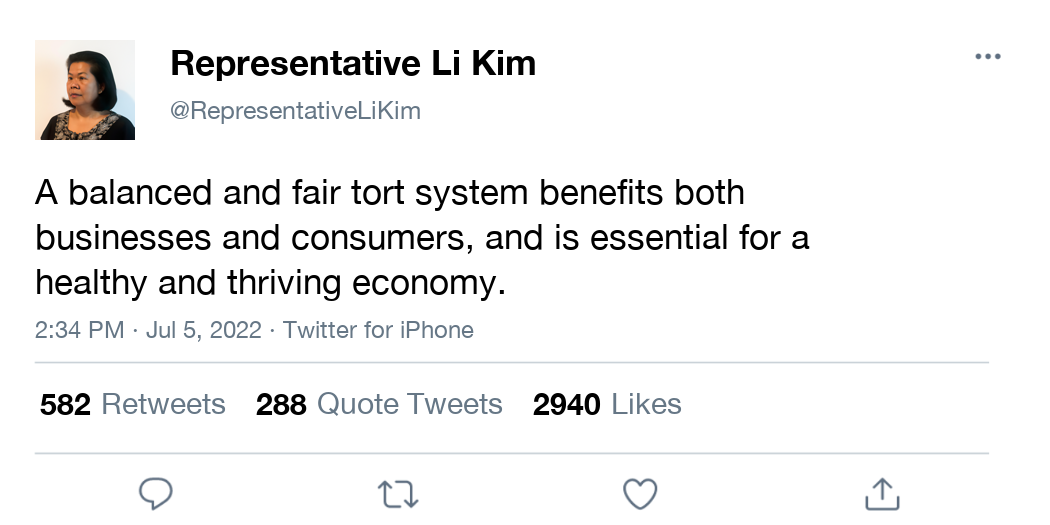 Representative Li Kim
@RepresentativeLiKim
A balanced and fair tort system benefits both
businesses and consumers, and is essential for a
healthy and thriving economy.
2:34 PM · Jul 5, 2022 · Twitter for iPhone
582 Retweets 288 Quote Tweets 2940 Likes